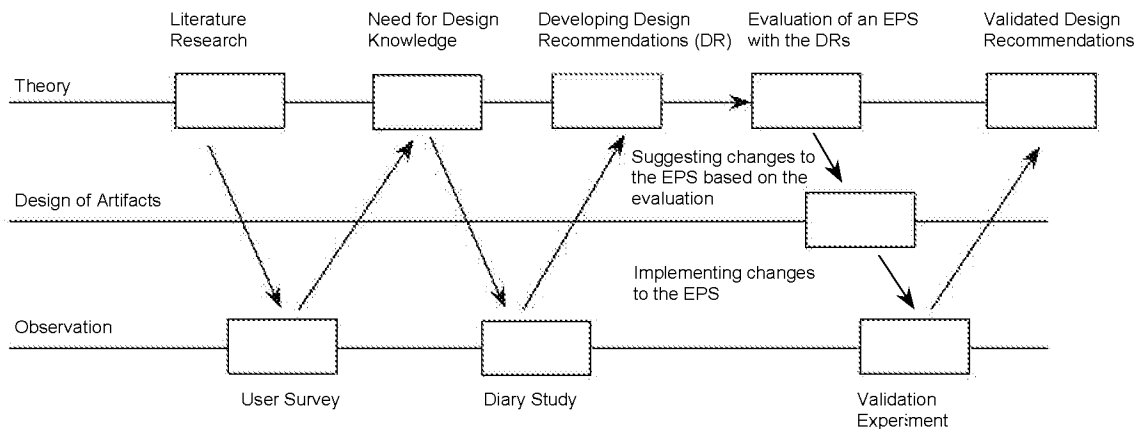 Literature
Research
Need for Design
Knowledge
Developing Design
Recommendations (DR)
Evaluation of an EPS
with the DRs
Validated Design
Recommendations
Theory
Suggesting changes to
the EPS based on the
evaluation
Design of Artifacts
Implementing changes
to the EPS
Observation
User Survey
Diary Study
Validation
Experiment